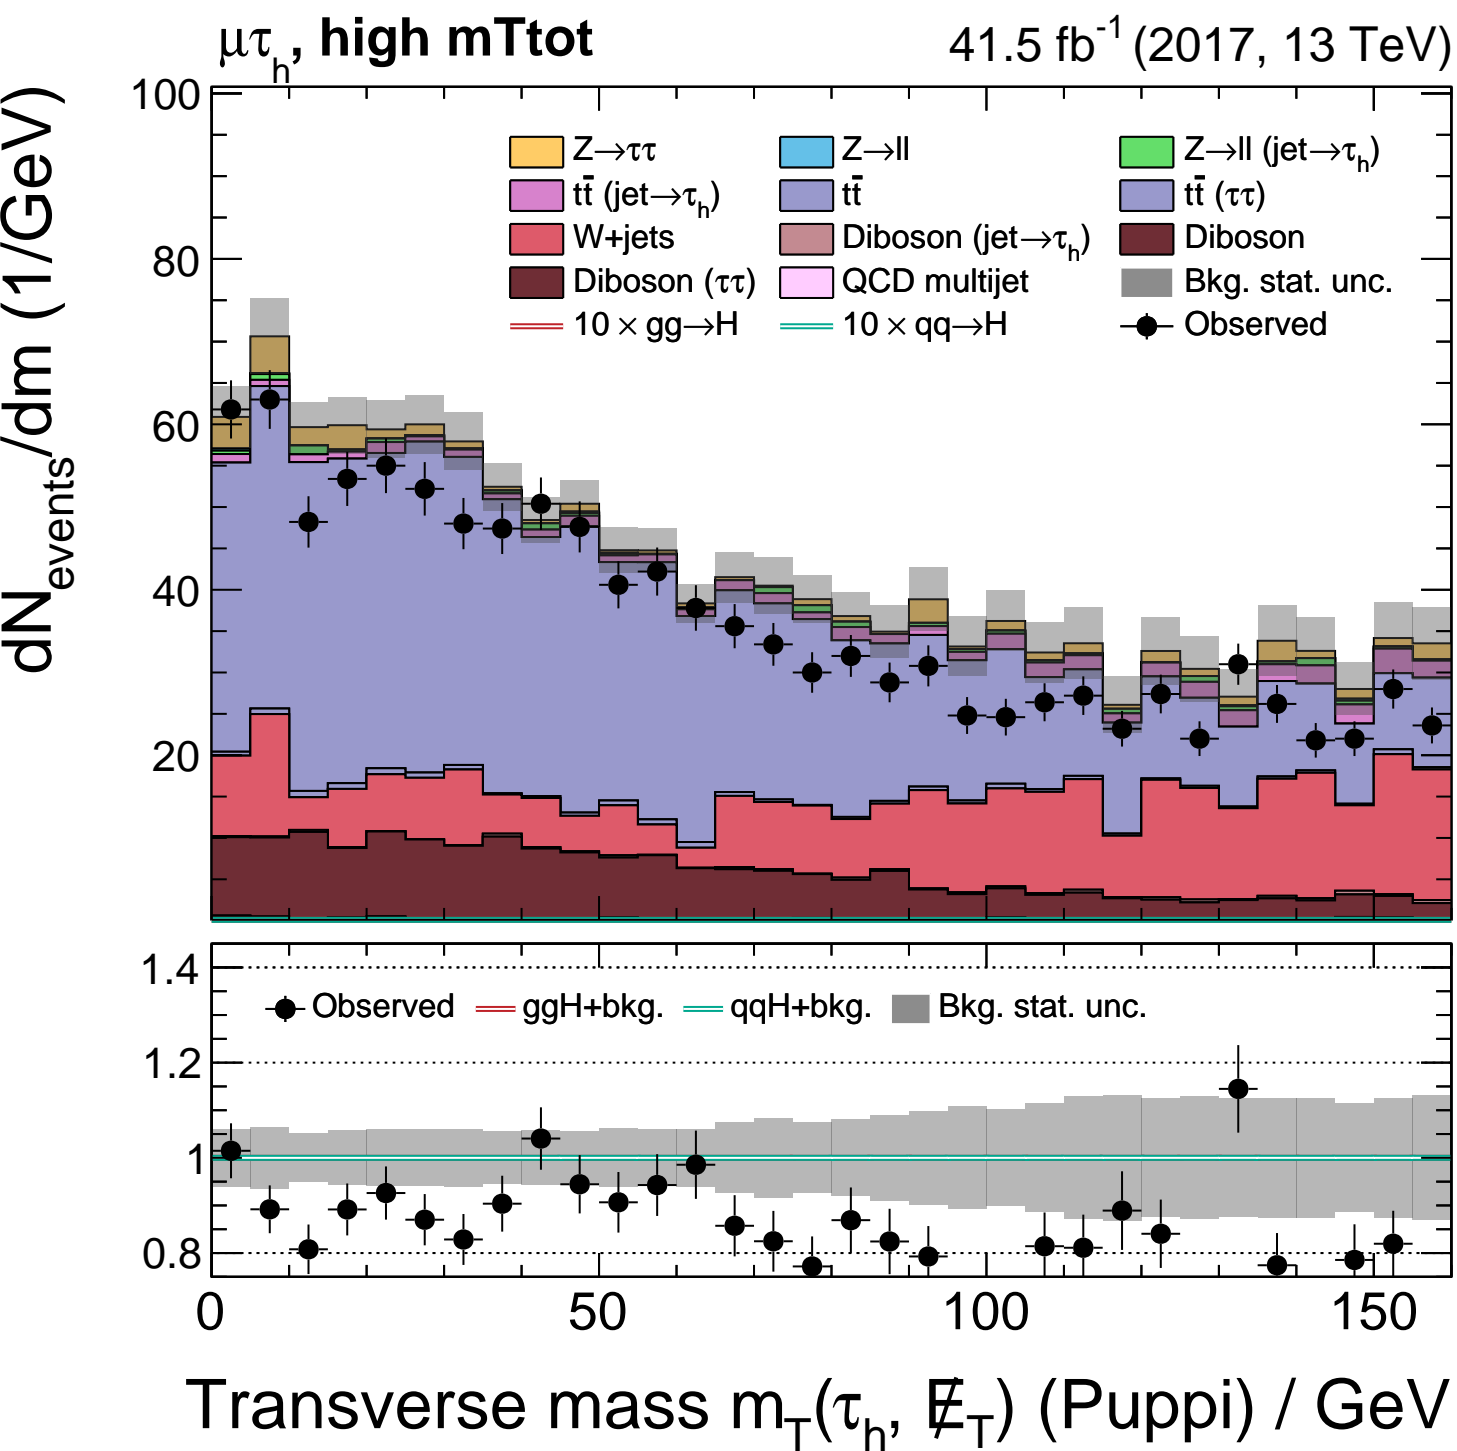 μτh, high mTtot
41.5 fb-1 (2017, 13 TeV)
dNevents/dm (1/GeV)
100
80
60
40
20
Z→ττ Z→ll Z→ll (jet→τh)
tt̄ (jet→τh) tt̄ tt̄ (ττ)
W+jets Diboson (jet→τh) Diboson
Diboson (ττ) QCD multijet Bkg. stat. unc.
10 × gg→H 10 × qq→H Observed
1.4
1.2
1
0.8
Observed ggH+bkg. qqH+bkg. Bkg. stat. unc.
0 50 100 150
Transverse mass mT(τh, E̸T) (Puppi) / GeV